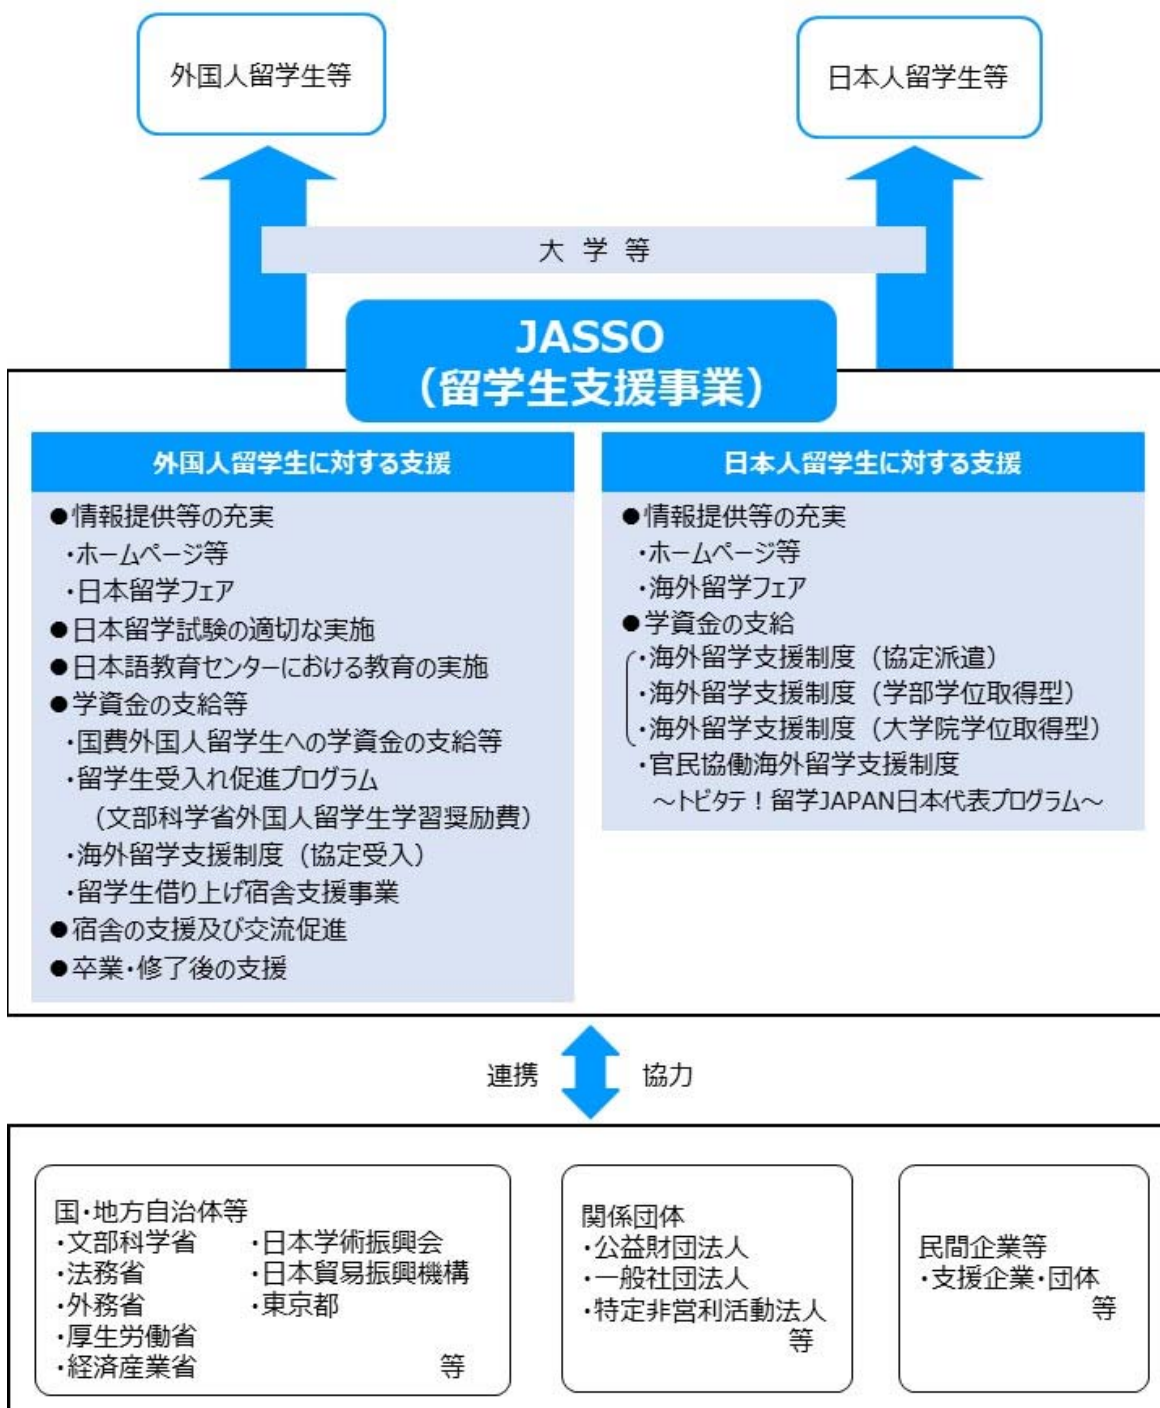 外国人留学生等
日本人留学生等
大 学 等
JASSO
(留学生支援事業)
外国人留学生に対する支援
●情報提供等の充実
・ホームページ等
・日本留学フェア
●日本留学試験の適切な実施
●日本語教育センターにおける教育の実施
●学資金の支給等
・国費外国人留学生への学資金の支給等
・留学生受入れ促進プログラム
(文部科学省外国人留学生学習奨励費)
・海外留学支援制度（協定受入）
・留学生借り上げ宿舎支援事業
●宿舎の支援及び交流促進
●卒業・修了後の支援
日本人留学生に対する支援
●情報提供等の充実
・ホームページ等
・海外留学フェア
●学資金の支給
・海外留学支援制度（協定派遣）
・海外留学支援制度（学部学位取得型）
・海外留学支援制度（大学院学位取得型）
・官民協働海外留学支援制度
～トビタテ！留学JAPAN日本代表プログラム～
連携
協力
国・地方自治体等
・文部科学省
・法務省
・外務省
・厚生労働省
・経済産業省
・日本学術振興会
・日本貿易振興機構
・東京都
等
関係団体
・公益財団法人
・一般社団法人
・特定非営利活動法人
等
民間企業等
・支援企業・団体
等